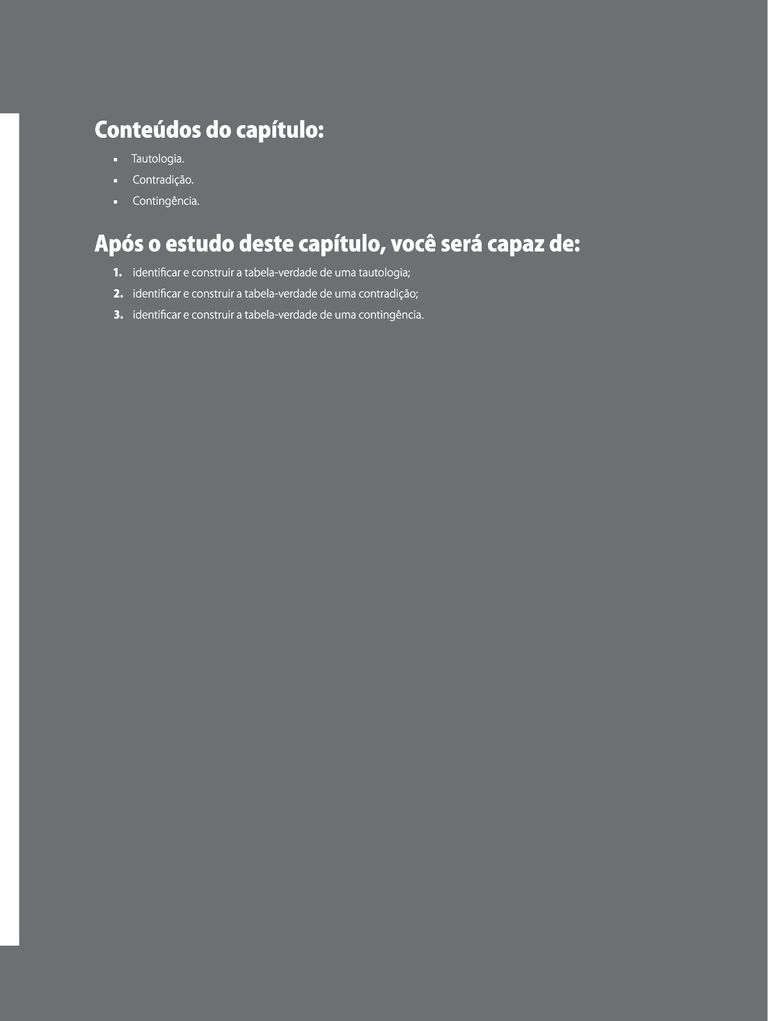 Conteúdos do capítulo:
▪ Tautologia.
▪ Contradição.
▪ Contingência.
Após o estudo deste capítulo, você será capaz de:
1. identificar e construir a tabela-verdade de uma tautologia;
2. identificar e construir a tabela-verdade de uma contradição;
3. identificar e construir a tabela-verdade de uma contingência.